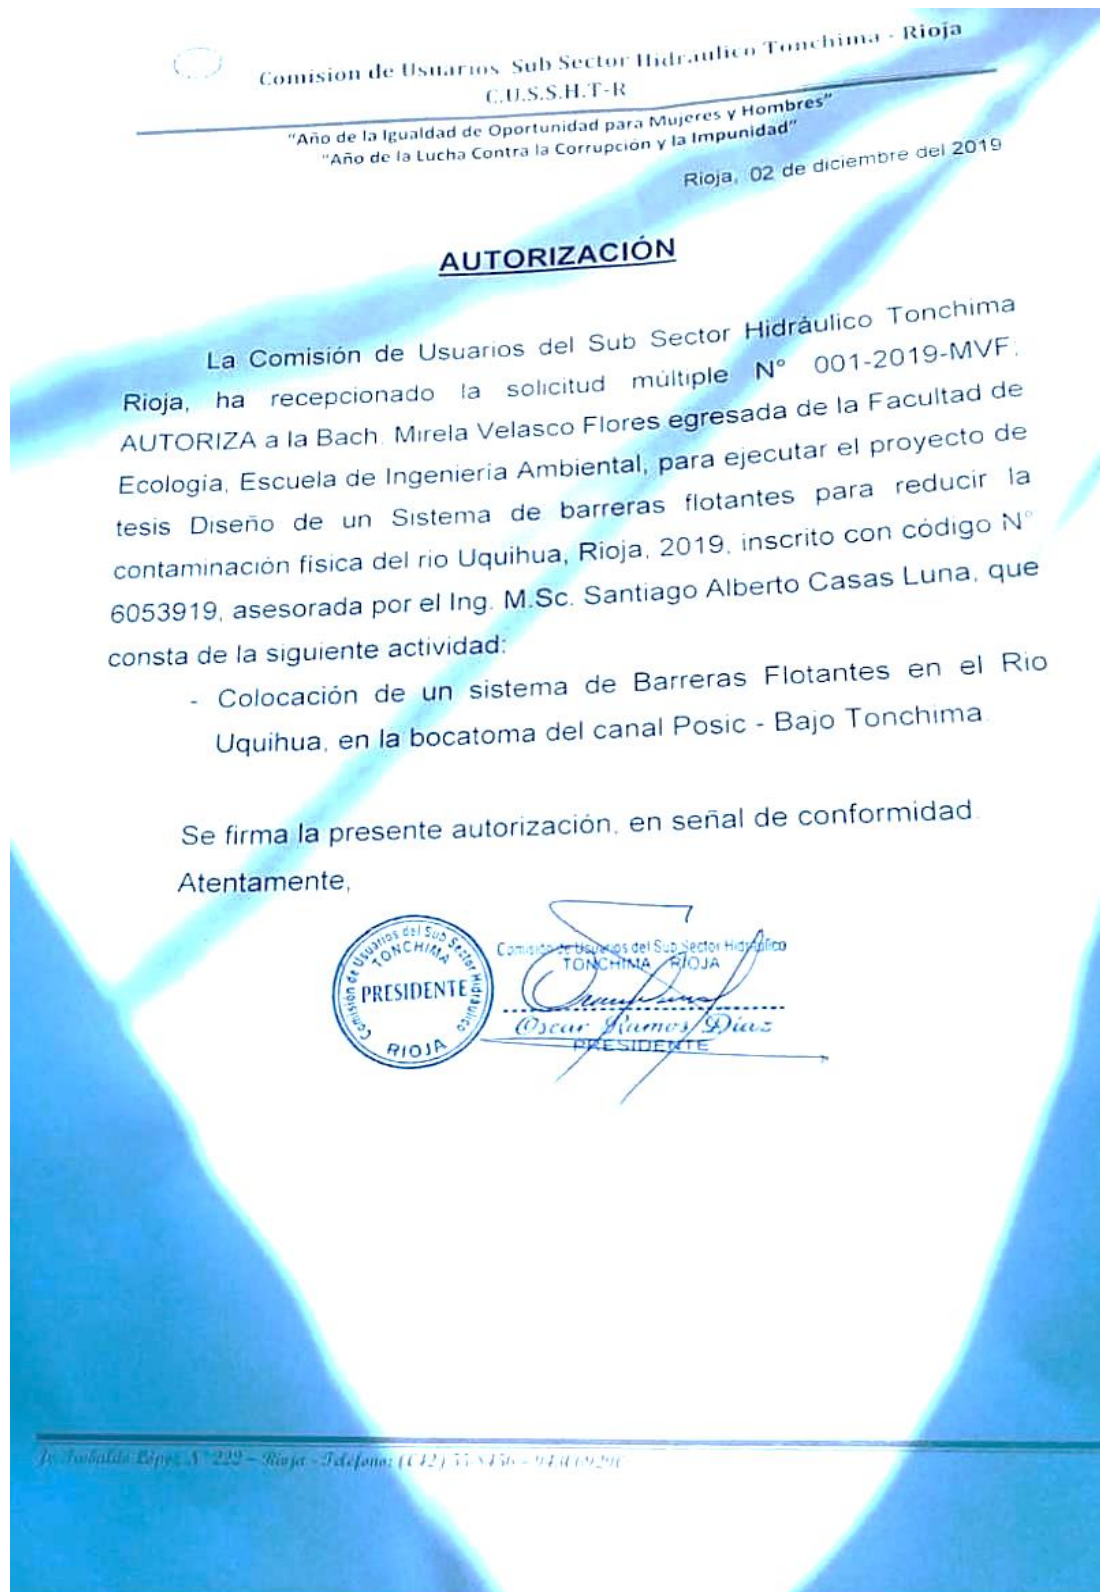 Comision de Usuarios Sub Sector Hidraulico Tonchima - Rioja
C.U.S.S.H.T-R
"Año de la Igualdad de Oportunidad para Mujeres y Hombres"
"Año de la Lucha Contra la Corrupción y la Impunidad"
Rioja, 02 de diciembre del 2019
AUTORIZACIÓN
La Comisión de Usuarios del Sub Sector Hidráulico Tonchima
Rioja, ha recepcionado la solicitud múltiple N° 001-2019-MVF;
AUTORIZA a la Bach. Mirela Velasco Flores egresada de la Facultad de
Ecología, Escuela de Ingeniería Ambiental, para ejecutar el proyecto de
tesis Diseño de un Sistema de barreras flotantes para reducir la
contaminación física del rio Uquihua, Rioja, 2019, inscrito con código N°
6053919, asesorada por el Ing. M.Sc. Santiago Alberto Casas Luna, que
consta de la siguiente actividad:
- Colocación de un sistema de Barreras Flotantes en el Rio
Uquihua, en la bocatoma del canal Posic - Bajo Tonchima.
Se firma la presente autorización, en señal de conformidad.
Atentamente,
Comisión de Usuarios del Sub Sector Hidráulico
TONCHIMA
PRESIDENTE
RIOJA
Comisión de Usuarios del Sub Sector Hidráulico
TONCHIMA RIOJA
Oscar Ramos Díaz
PRESIDENTE
López N° 222 - Rioja - Teléfono: